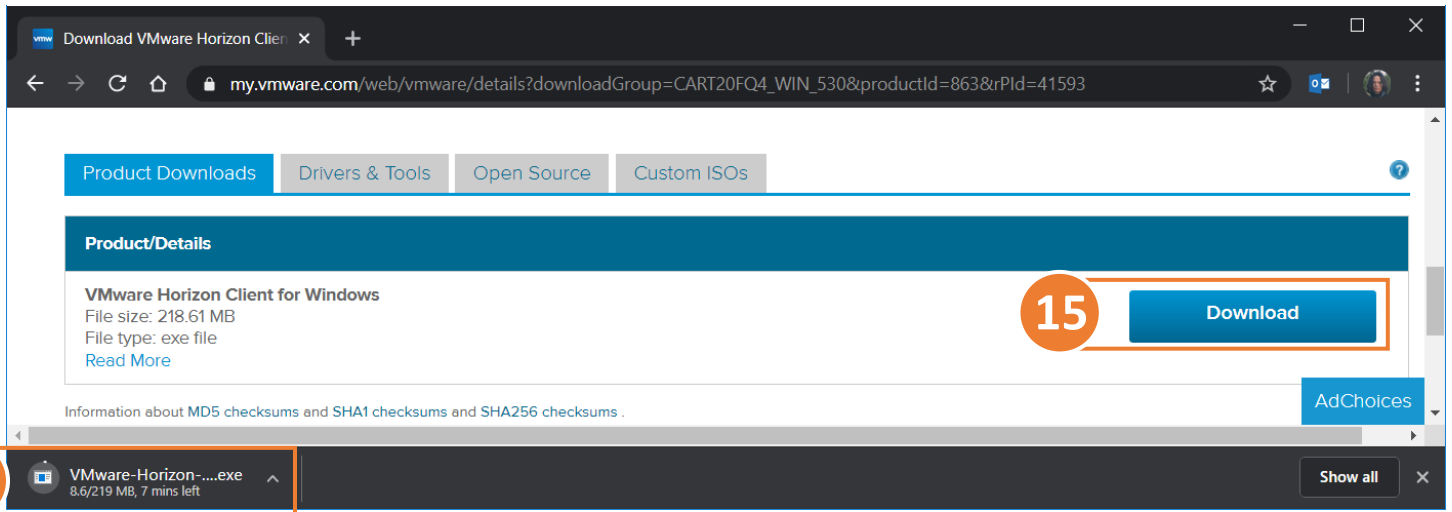 vmw Download VMware Horizon Clien
my.vmware.com/web/vmware/details?downloadGroup=CART20FQ4_WIN_530&productId=863&rPId=41593
Product Downloads Drivers & Tools Open Source Custom ISOs ?
Product/Details
VMware Horizon Client for Windows
File size: 218.61 MB
File type: exe file
Read More
15 Download
AdChoices
Information about MD5 checksums and SHA1 checksums and SHA256 checksums .
VMware-Horizon-....exe
8.6/219 MB, 7 mins left
Show all